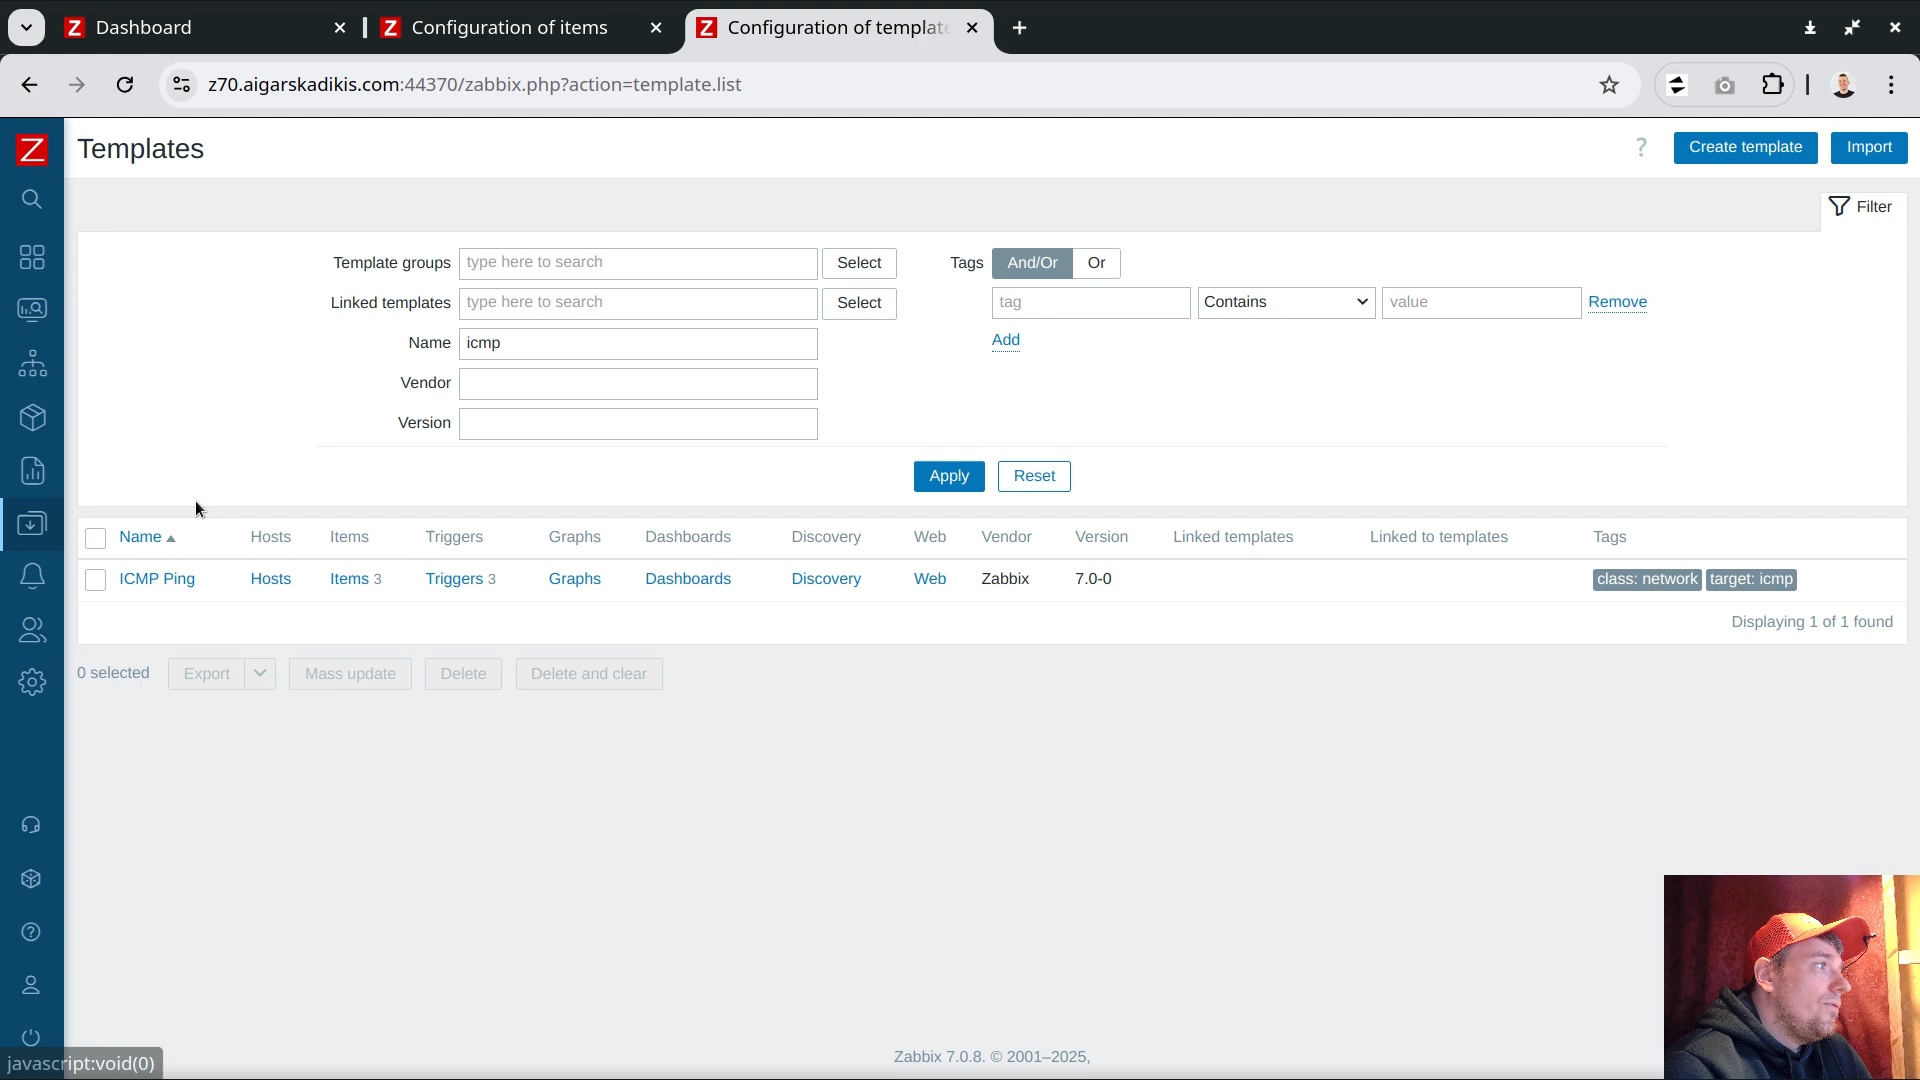 Dashboard
Configuration of items
Configuration of template
z70.aigarskadikis.com:44370/zabbix.php?action=template.list
Z
Templates
?
Create template
Import
Filter
Template groups
type here to search
Select
Tags
And/Or
Or
Linked templates
type here to search
Select
tag
Contains
value
Remove
Name
icmp
Add
Vendor
Version
Apply
Reset
Name
Hosts
Items
Triggers
Graphs
Dashboards
Discovery
Web
Vendor
Version
Linked templates
Linked to templates
Tags
ICMP Ping
Hosts
Items 3
Triggers 3
Graphs
Dashboards
Discovery
Web
Zabbix
7.0-0
class: network
target: icmp
Displaying 1 of 1 found
0 selected
Export
Mass update
Delete
Delete and clear
Zabbix 7.0.8. © 2001–2025,
javascript:void(0)